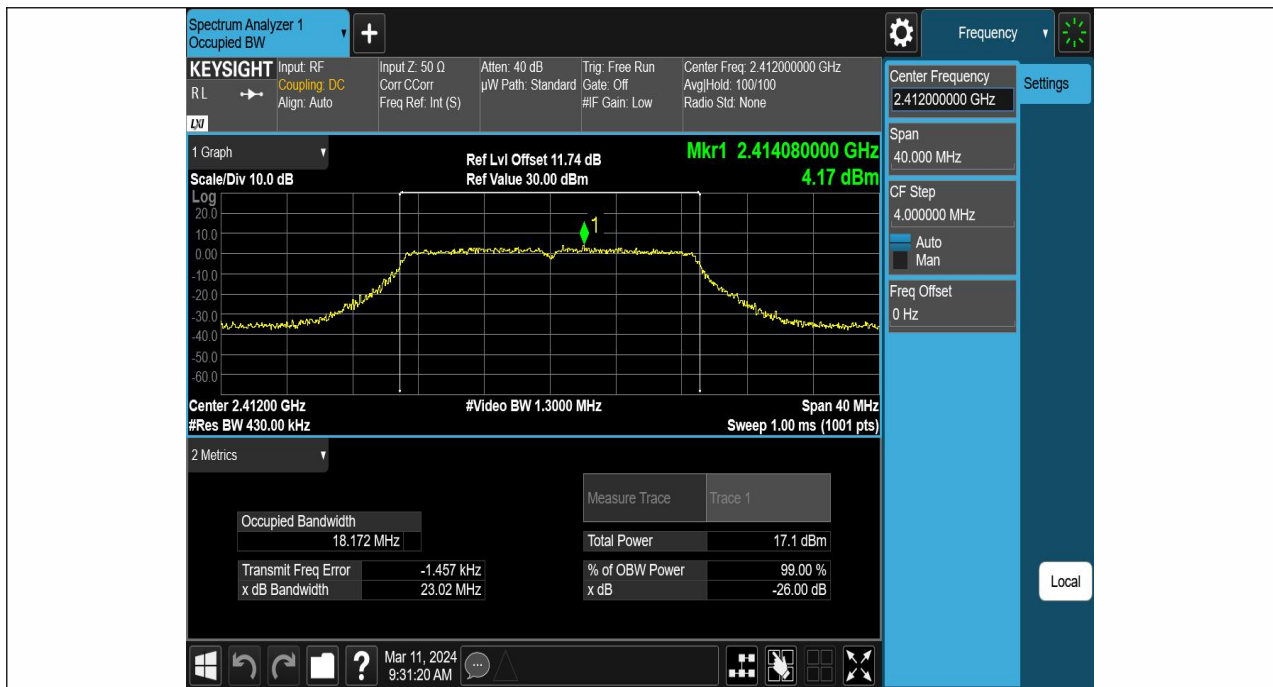 Spectrum Analyzer 1
Occupied BW
+
Frequency
KEYSIGHT
R L
LXI
Input: RF
Coupling: DC
Align: Auto
Input Z: 50 Ω
Corr CCorr
Freq Ref: Int (S)
Atten: 40 dB
µW Path: Standard
Trig: Free Run
Gate: Off
#IF Gain: Low
Center Freq: 2.412000000 GHz
Avg|Hold: 100/100
Radio Std: None
Center Frequency
2.412000000 GHz
Settings
Span
40.000 MHz
CF Step
4.000000 MHz
Auto
Man
Freq Offset
0 Hz
Local
1 Graph
Scale/Div 10.0 dB
Ref Lvl Offset 11.74 dB
Ref Value 30.00 dBm
Mkr1 2.414080000 GHz
4.17 dBm
Log
20.0
10.0
0.00
-10.0
-20.0
-30.0
-40.0
-50.0
-60.0
1
Center 2.41200 GHz
#Video BW 1.3000 MHz
Span 40 MHz
#Res BW 430.00 kHz
Sweep 1.00 ms (1001 pts)
2 Metrics
Measure Trace Trace 1
Occupied Bandwidth
18.172 MHz
Total Power 17.1 dBm
Transmit Freq Error -1.457 kHz
% of OBW Power 99.00 %
x dB Bandwidth 23.02 MHz
x dB -26.00 dB
?
Mar 11, 2024
9:31:20 AM